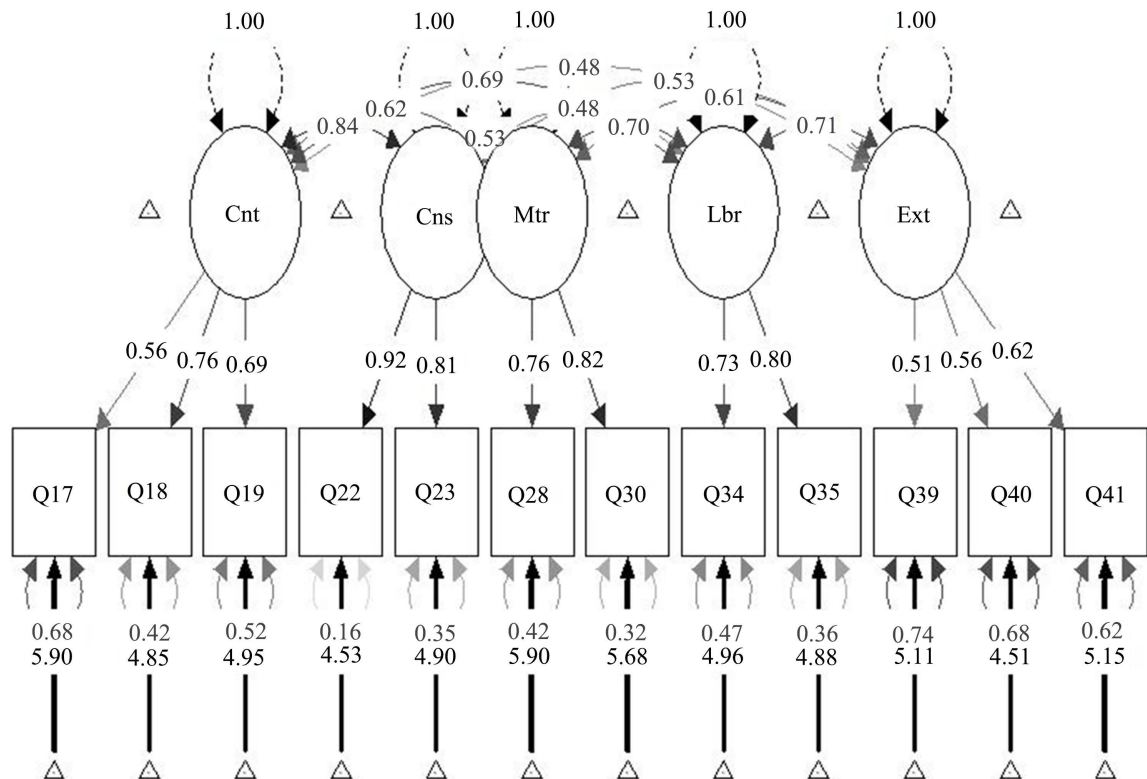 1.00 1.00 1.00 1.00 1.00
0.48
0.69 0.53
0.61
0.62 0.48
0.84 0.70 0.71
0.53
Cnt Cns Mtr Lbr Ext
0.56 0.76 0.69 0.92 0.81 0.76 0.82 0.73 0.80 0.51 0.56 0.62
Q17 Q18 Q19 Q22 Q23 Q28 Q30 Q34 Q35 Q39 Q40 Q41
0.68 0.42 0.52 0.16 0.35 0.42 0.32 0.47 0.36 0.74 0.68 0.62
5.90 4.85 4.95 4.53 4.90 5.90 5.68 4.96 4.88 5.11 4.51 5.15